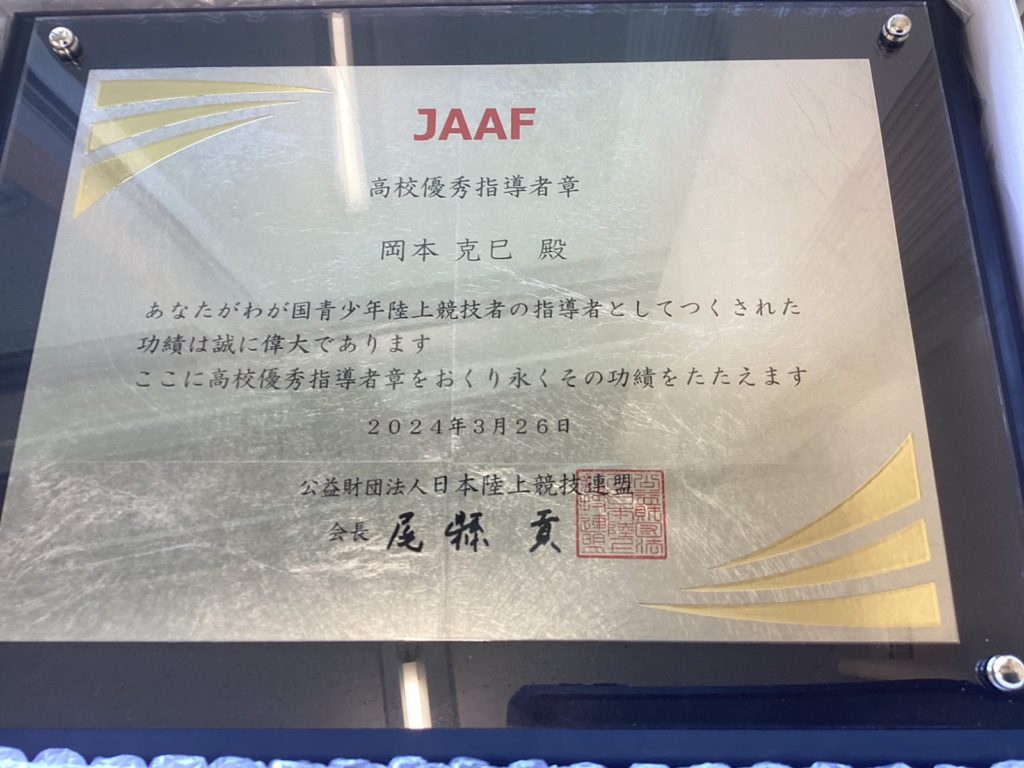 JAAF
高校優秀指導者章
岡本 克巳 殿
あなたがわが国青少年陸上競技者の指導者としてつくされた
功績は誠に偉大であります
ここに高校優秀指導者章をおくり永くその功績をたたえます
2024年3月26日
公益財団法人日本陸上競技連盟
会長 尾縣 貢